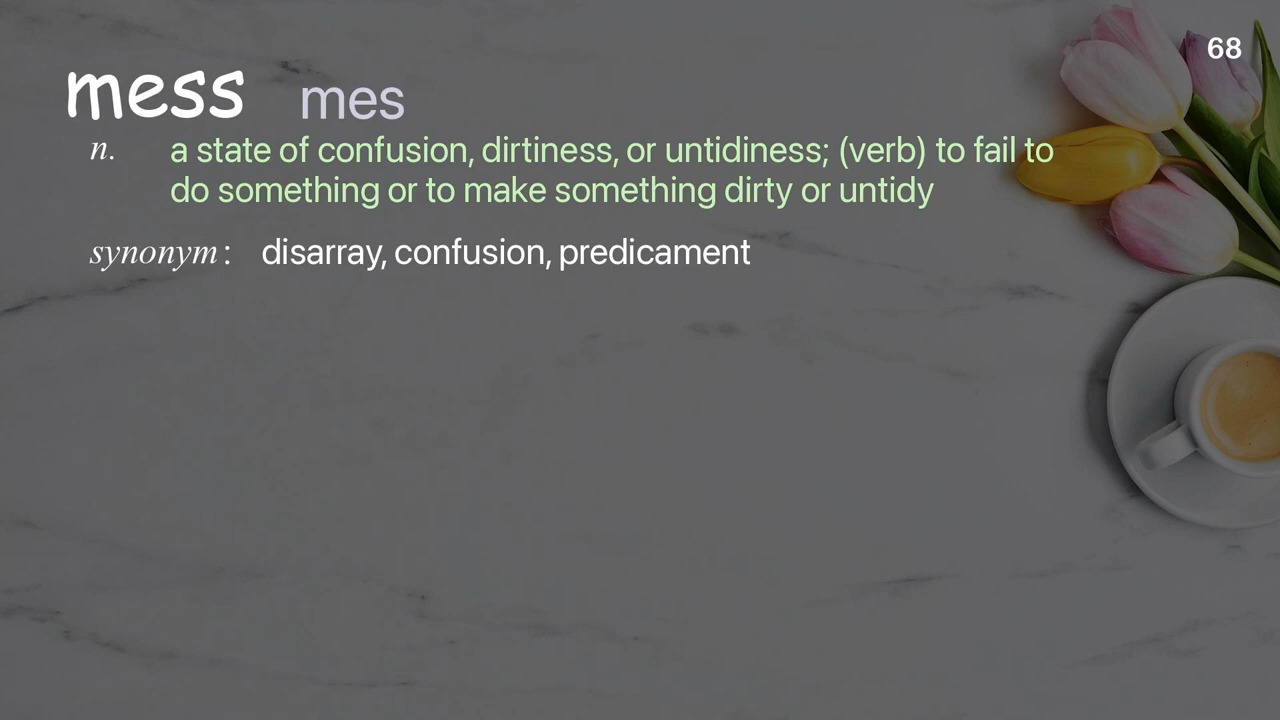 68
mess mes
n. a state of confusion, dirtiness, or untidiness; (verb) to fail to
do something or to make something dirty or untidy
synonym: disarray, confusion, predicament